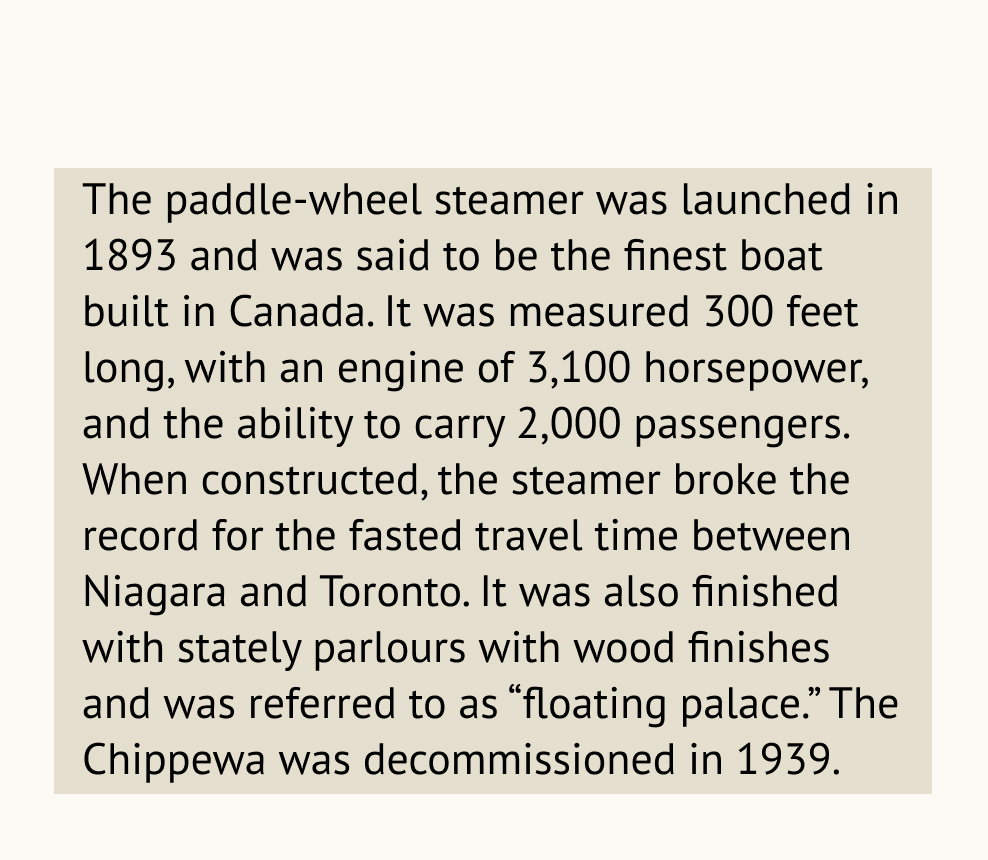 The paddle-wheel steamer was launched in
1893 and was said to be the finest boat
built in Canada. It was measured 300 feet
long, with an engine of 3,100 horsepower,
and the ability to carry 2,000 passengers.
When constructed, the steamer broke the
record for the fasted travel time between
Niagara and Toronto. It was also finished
with stately parlours with wood finishes
and was referred to as “floating palace.” The
Chippewa was decommissioned in 1939.